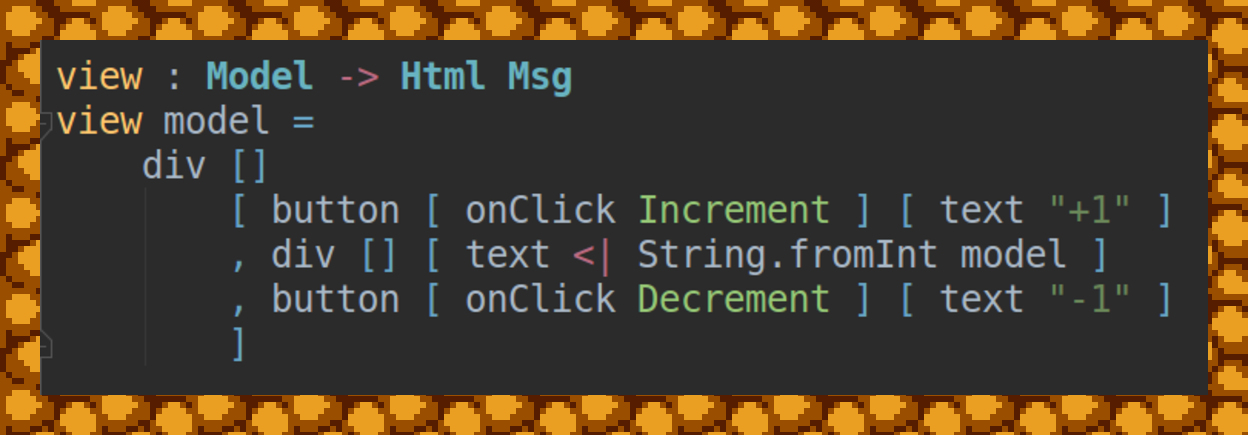 view : Model -> Html Msg
view model =
    div []
        [ button [ onClick Increment ] [ text "+1" ]
        , div [] [ text <| String.fromInt model ]
        , button [ onClick Decrement ] [ text "-1" ]
        ]